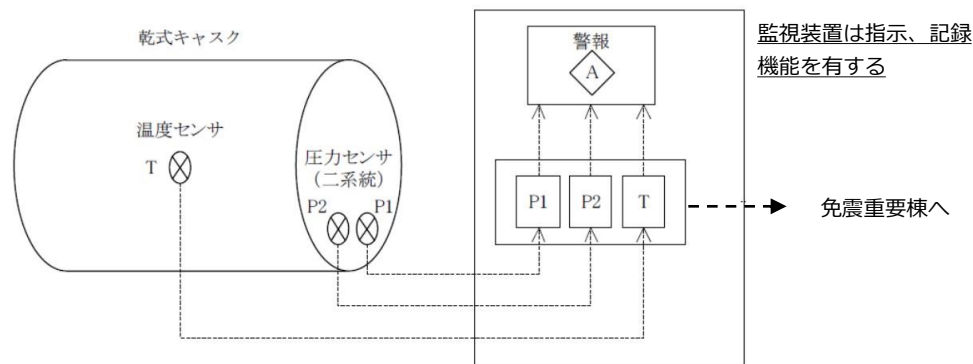 乾式キャスク
温度センサ
T
圧力センサ
(二系統)
P2
P1
警報
A
P1
P2
T
監視装置は指示、記録
機能を有する
免震重要棟へ